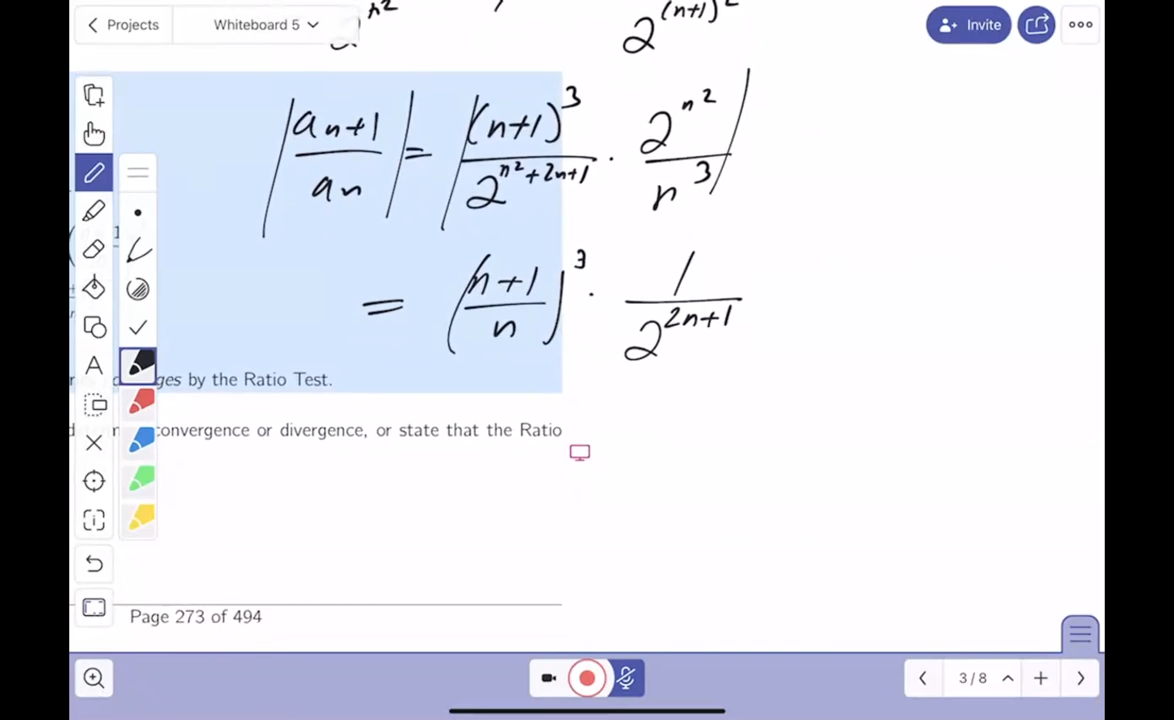 Projects Whiteboard 5 Invite
2^{n^2} 2^{(n+1)^2}
|a_{n+1}/a_n| = |(n+1)^3/2^{n^2+2n+1} · 2^{n^2}/n^3|
= ((n+1)/n)^3 · 1/2^{2n+1}
ges by the Ratio Test.
convergence or divergence, or state that the Ratio
Page 273 of 494
3/8